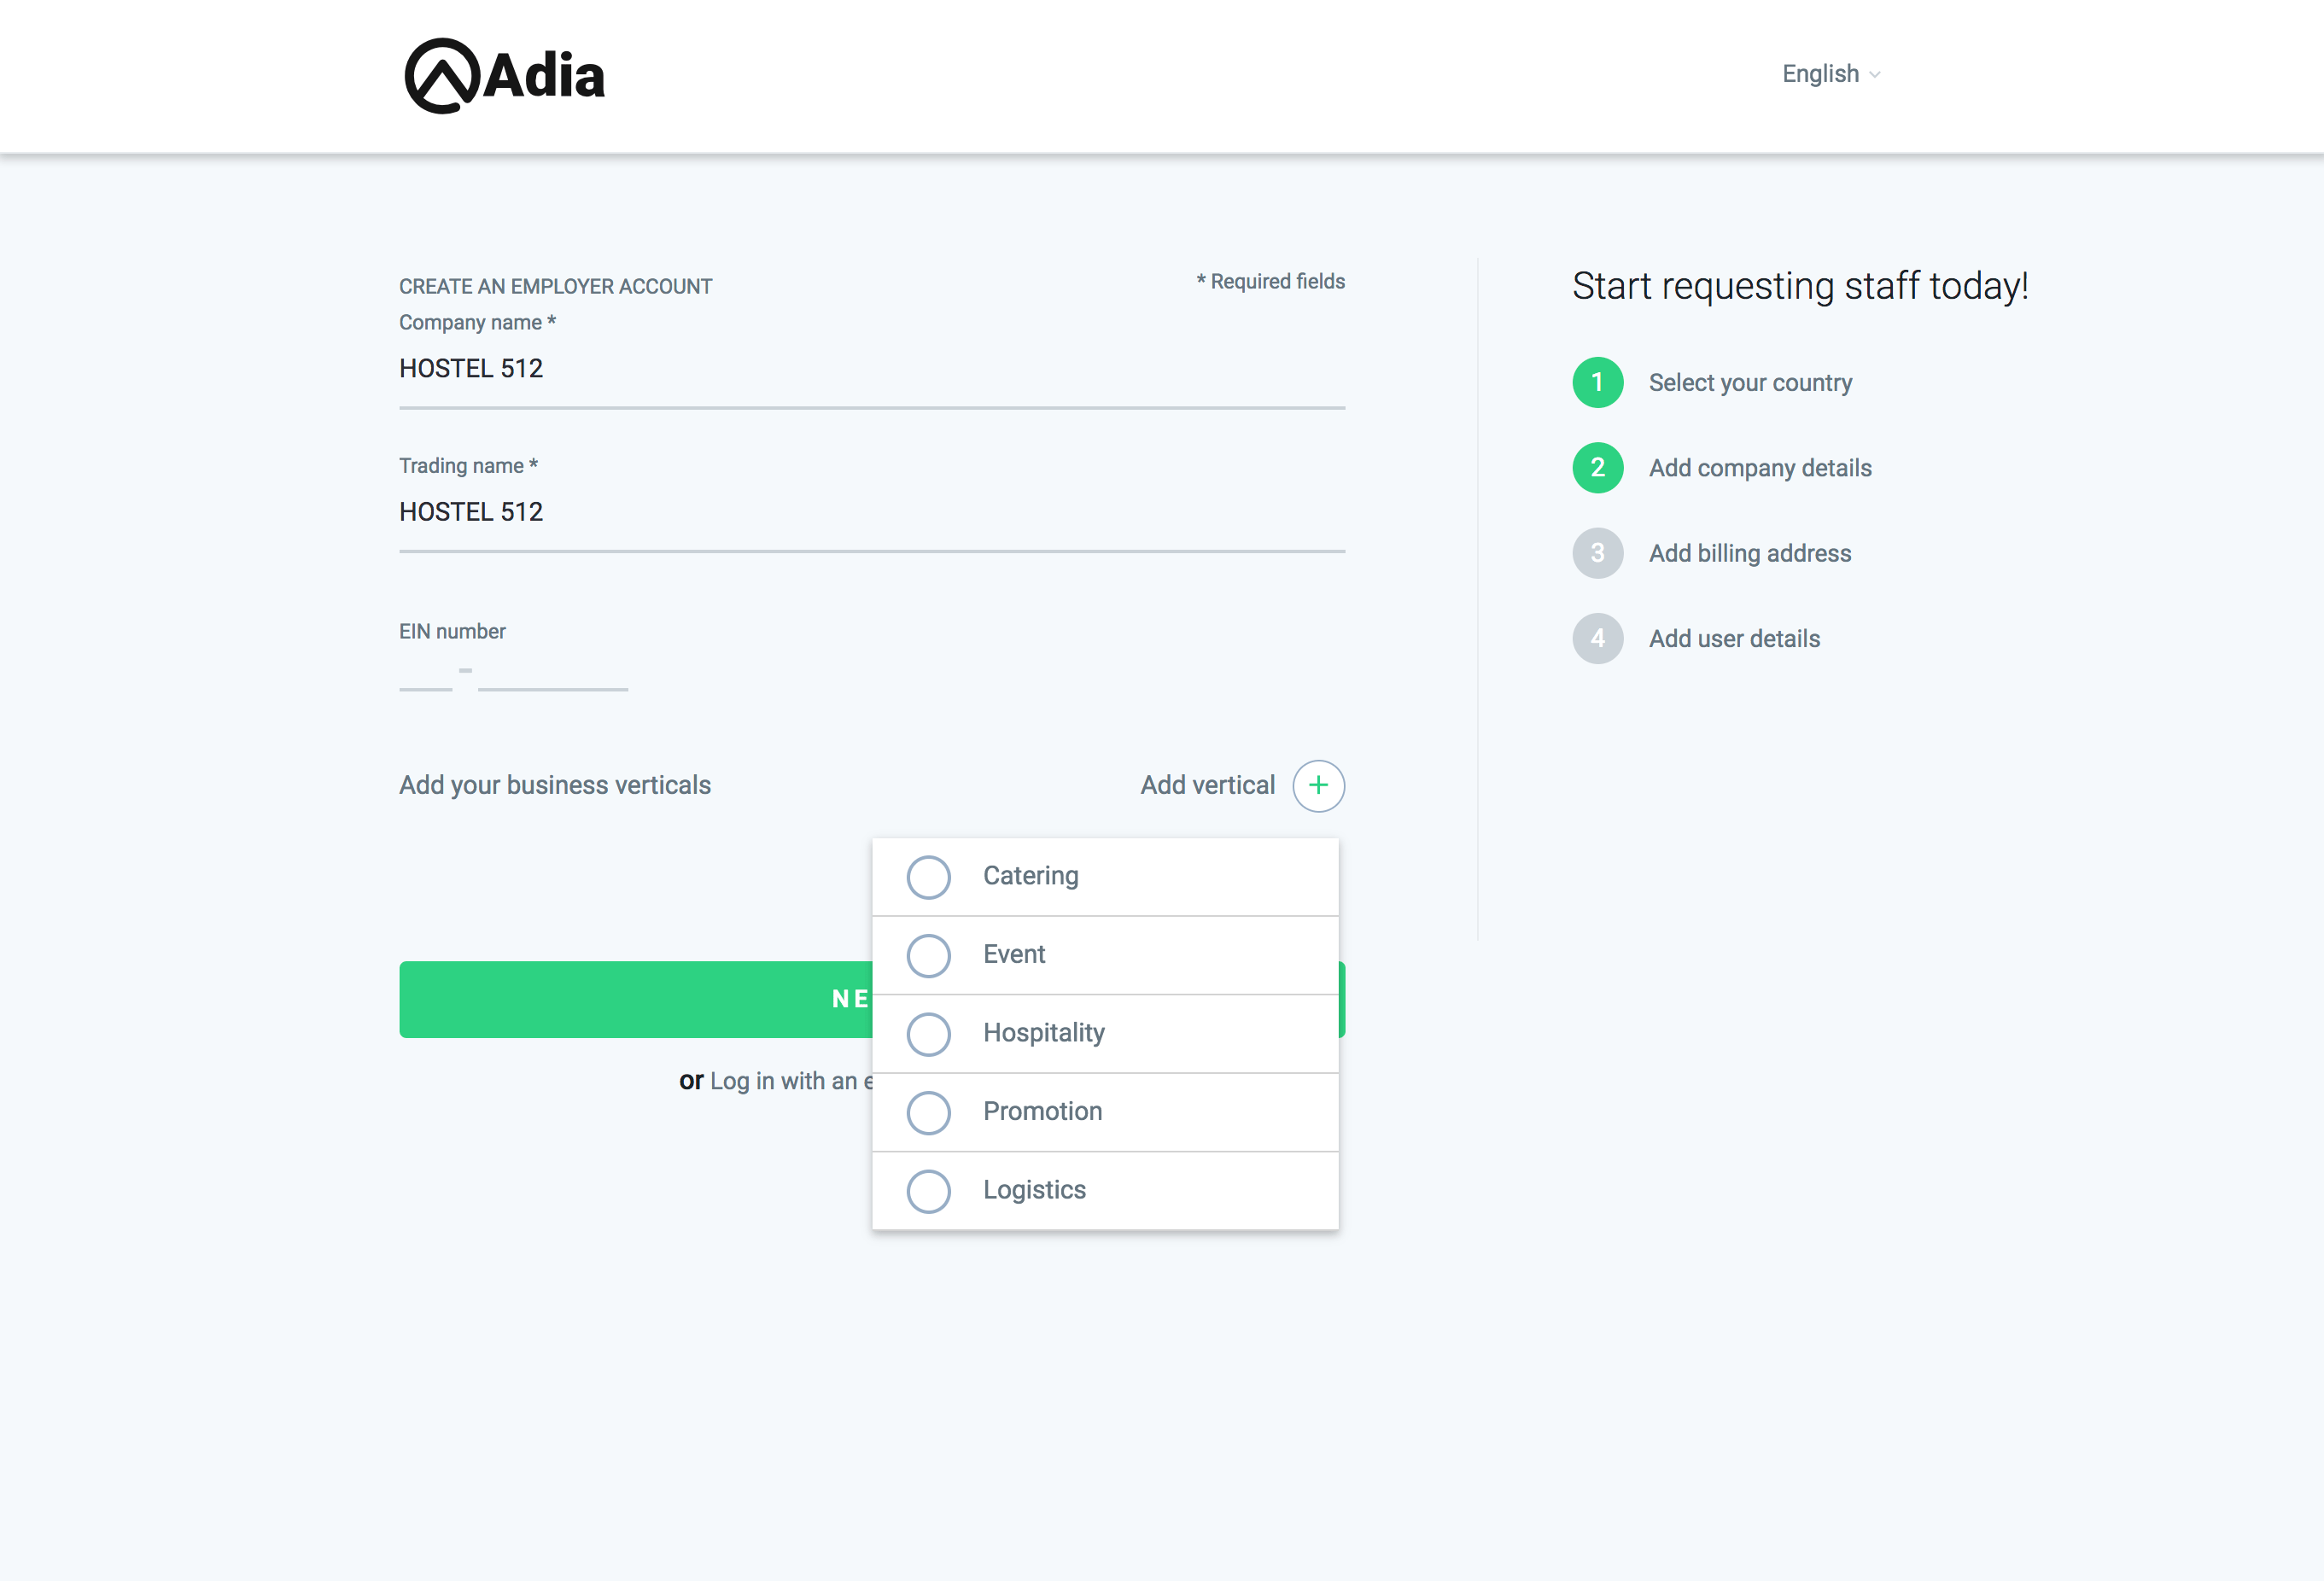 Adia
English
CREATE AN EMPLOYER ACCOUNT
* Required fields
Company name *
HOSTEL 512
Trading name *
HOSTEL 512
EIN number
-
Add your business verticals
Add vertical +
Catering
Event
Hospitality
Promotion
Logistics
NE
or Log in with an e
Start requesting staff today!
1 Select your country
2 Add company details
3 Add billing address
4 Add user details